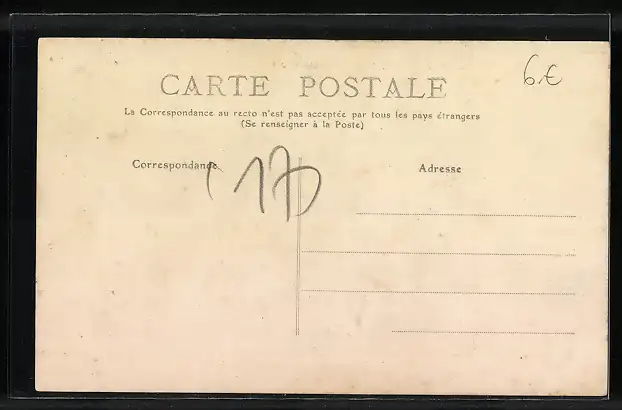 6 €
CARTE POSTALE
La Correspondance au recto n'est pas acceptée par tous les pays étrangers
(Se renseigner à la Poste)
Correspondance
(17)
Adresse